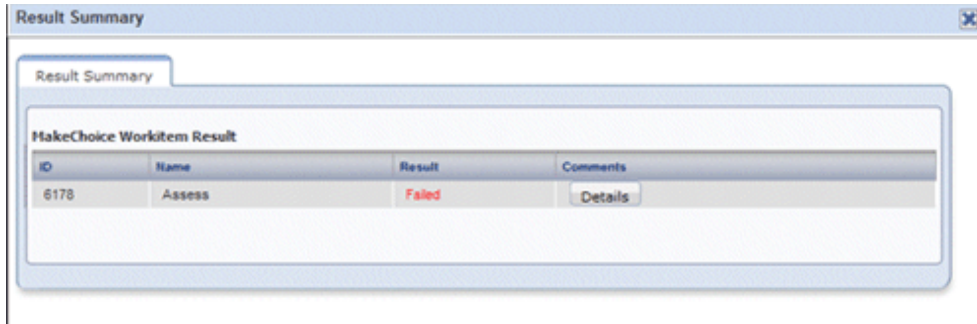 Result Summary
Result Summary
MakeChoice Workitem Result
ID Name Result Comments
6178 Assess Failed Details